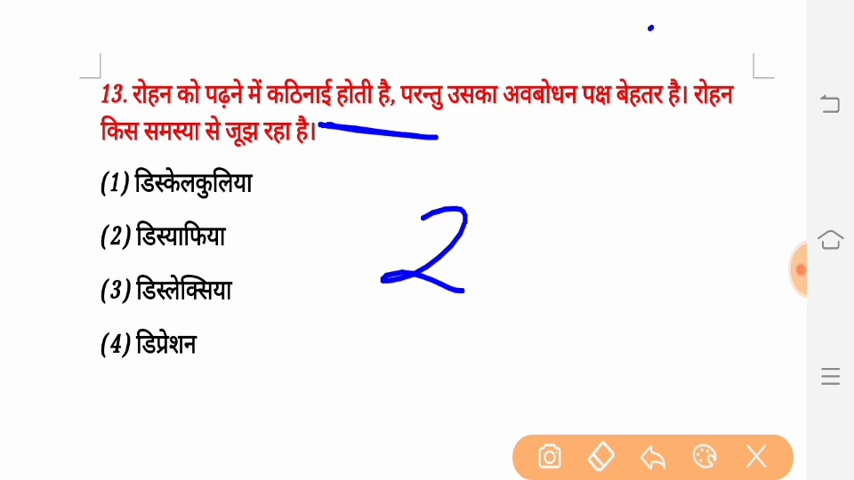 13. रोहन को पढ़ने में कठिनाई होती है, परन्तु उसका अवबोधन पक्ष बेहतर है। रोहन
किस समस्या से जूझ रहा है।
(1) डिस्केलकुलिया
(2) डिस्याफिया
2
(3) डिस्लेक्सिया
(4) डिप्रेशन